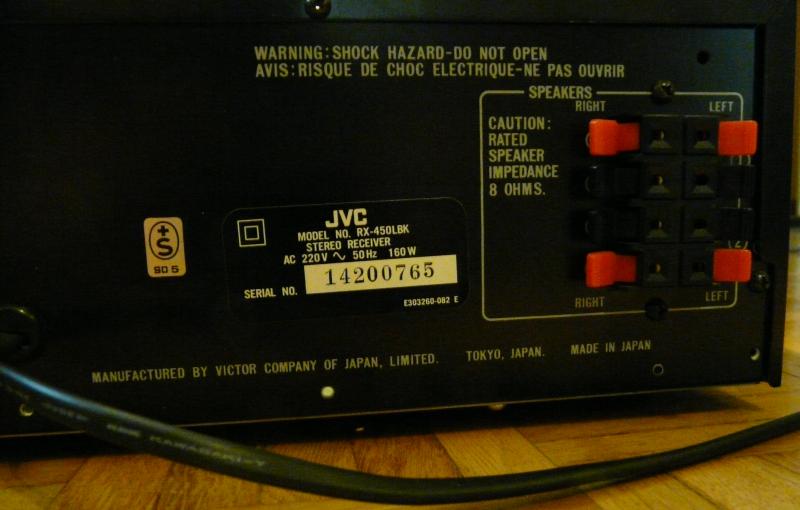 WARNING: SHOCK HAZARD-DO NOT OPEN
AVIS: RISQUE DE CHOC ELECTRIQUE-NE PAS OUVRIR
SPEAKERS
RIGHT LEFT
CAUTION:
RATED
SPEAKER
IMPEDANCE
8 OHMS.
(2)
RIGHT LEFT
+
S
SO 5
JVC
MODEL NO. RX-450LBK
STEREO RECEIVER
AC 220V ∿ 50Hz 160W
SERIAL NO. 14200765
E303260-082 E
MANUFACTURED BY VICTOR COMPANY OF JAPAN, LIMITED. TOKYO, JAPAN. MADE IN JAPAN